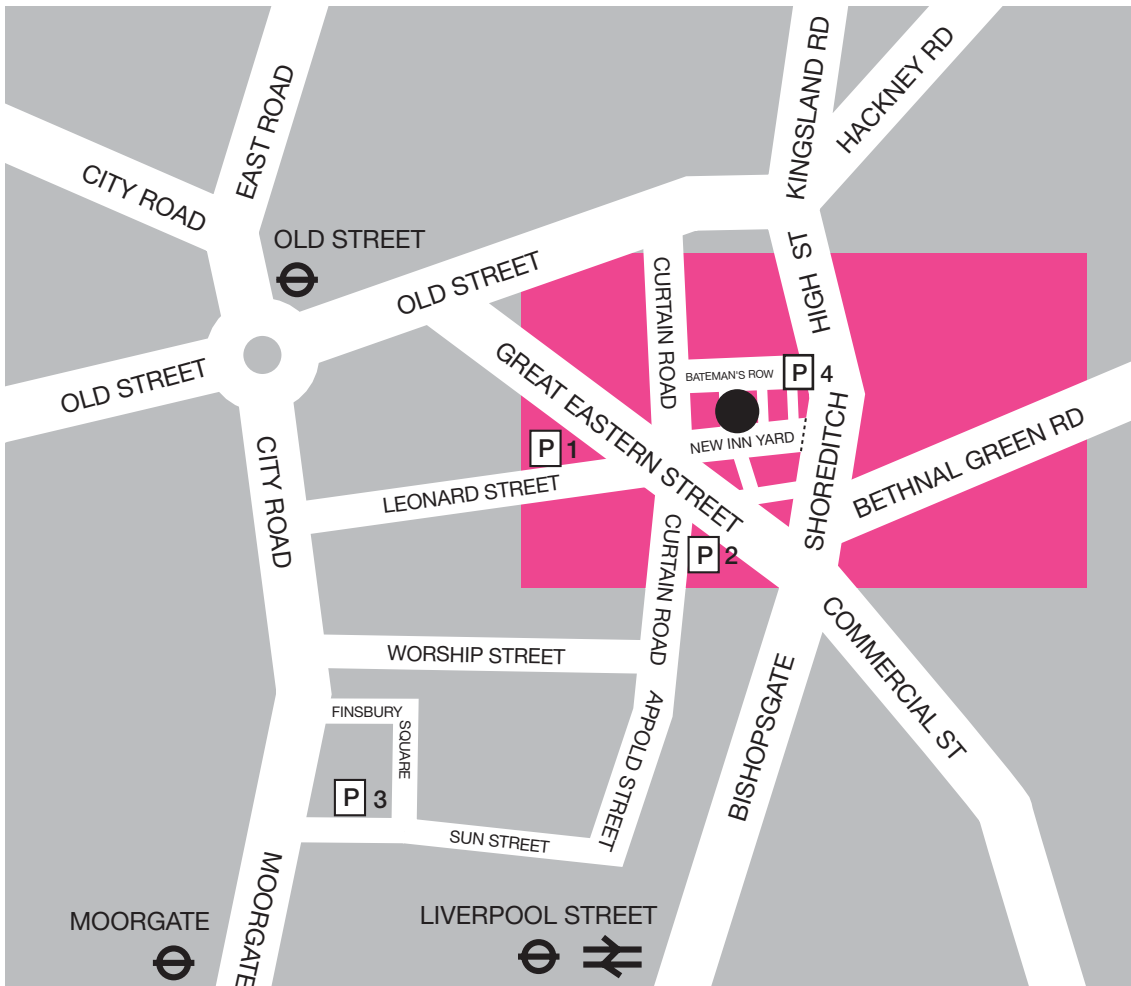 KINGSLAND RD
HACKNEY RD
EAST ROAD
CITY ROAD
OLD STREET
OLD STREET
HIGH ST
CURTAIN ROAD
OLD STREET
GREAT EASTERN STREET
BATEMAN'S ROW
P 4
SHOREDITCH
NEW INN YARD
BETHNAL GREEN RD
CITY ROAD
P 1
LEONARD STREET
P 2
CURTAIN ROAD
WORSHIP STREET
COMMERCIAL ST
BISHOPSGATE
APPOLD STREET
FINSBURY
SQUARE
P 3
SUN STREET
MOORGATE
MOORGATE
LIVERPOOL STREET